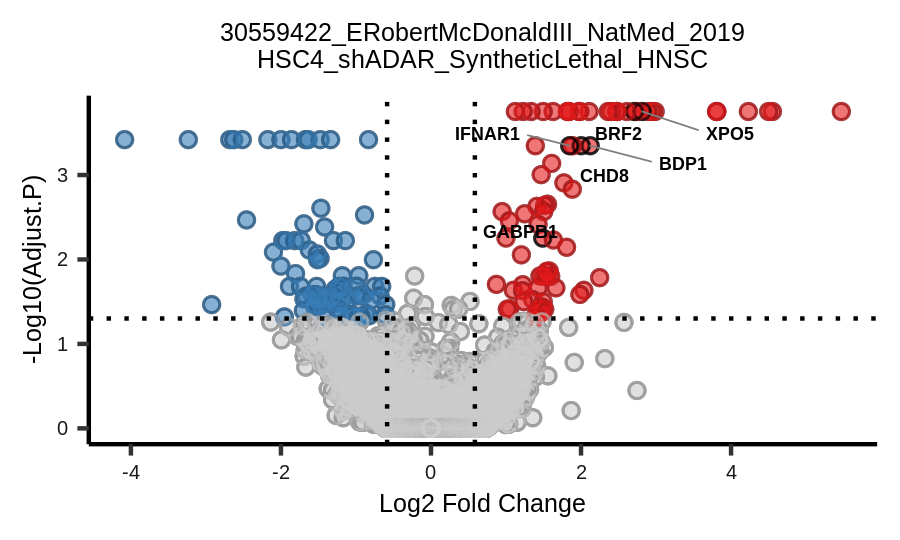 30559422_ERobertMcDonaldIII_NatMed_2019
HSC4_shADAR_SyntheticLethal_HNSC
-Log10(Adjust.P)
3
2
1
0
IFNAR1
BRF2
XPO5
BDP1
CHD8
GABPB1
-4
-2
0
2
4
Log2 Fold Change